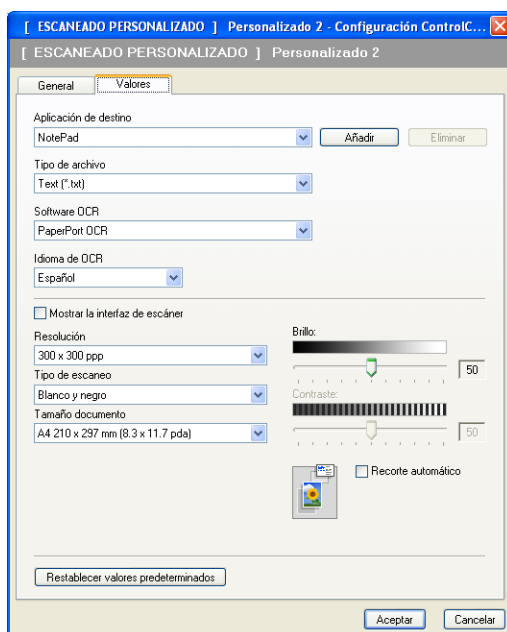 [ ESCANEADO PERSONALIZADO ] Personalizado 2 - Configuración ControlC...
[ ESCANEADO PERSONALIZADO ] Personalizado 2
General Valores
Aplicación de destino
NotePad Añadir Eliminar
Tipo de archivo
Text (*.txt)
Software OCR
PaperPort OCR
Idioma de OCR
Español
Mostrar la interfaz de escáner
Resolución
300 x 300 ppp
Tipo de escaneo
Blanco y negro
Tamaño documento
A4 210 x 297 mm (8.3 x 11.7 pda)
Brillo:
50
Contraste:
50
Recorte automático
Restablecer valores predeterminados
Aceptar Cancelar